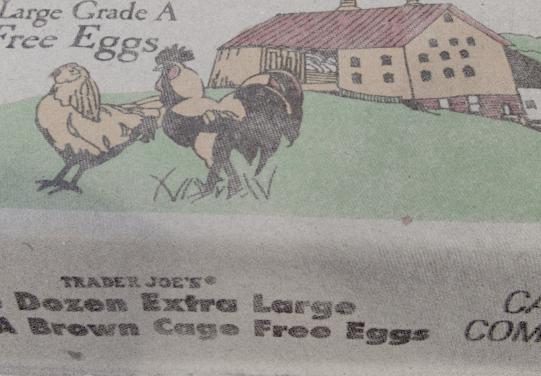 Large Grade A
Free Eggs
TRADER JOE'S®
Dozen Extra Large
A Brown Cage Free Eggs
CA
COM